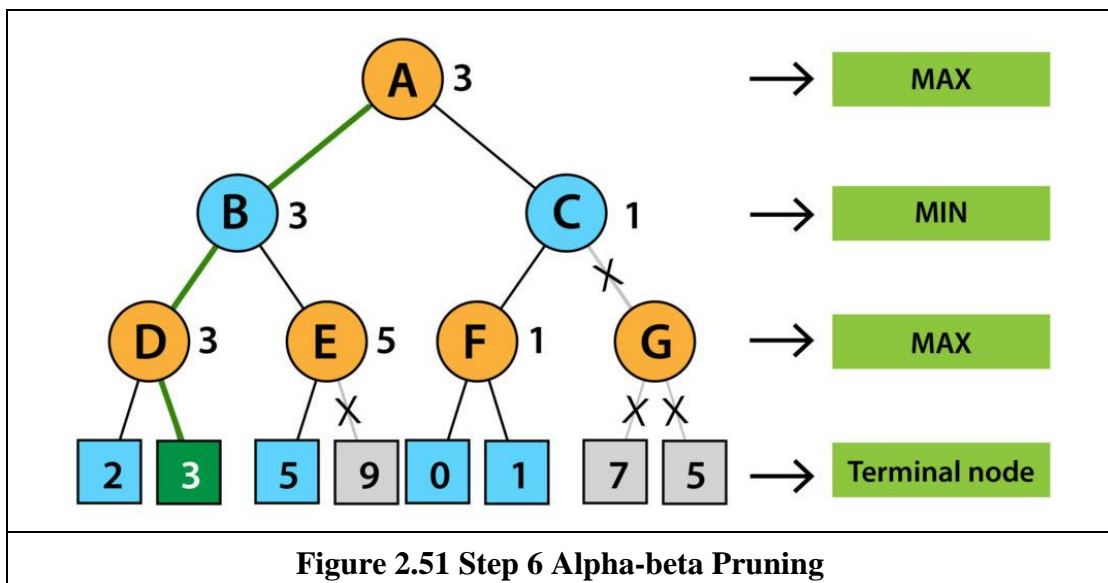 A 3 → MAX
B 3 C 1 → MIN
X
D 3 E 5 F 1 G → MAX
X X X
2 3 5 9 0 1 7 5 → Terminal node
Figure 2.51 Step 6 Alpha-beta Pruning